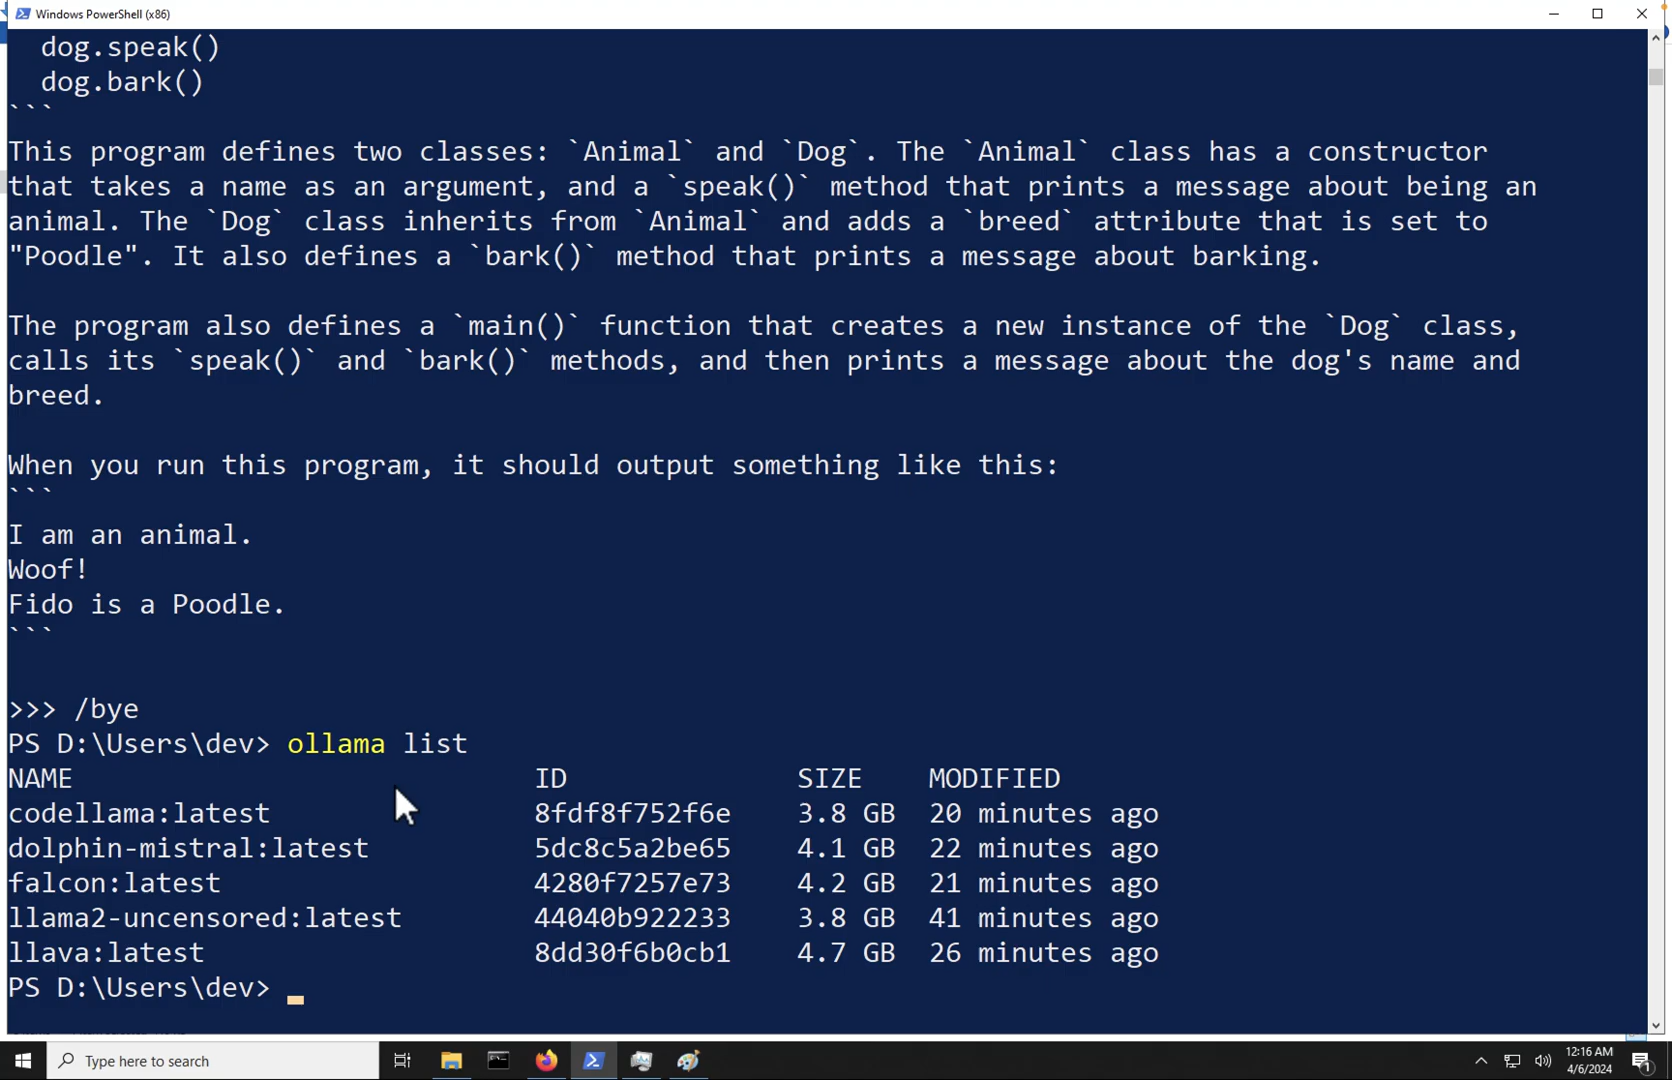 Windows PowerShell (x86)
  dog.speak()
  dog.bark()
```
This program defines two classes: `Animal` and `Dog`. The `Animal` class has a constructor
that takes a name as an argument, and a `speak()` method that prints a message about being an
animal. The `Dog` class inherits from `Animal` and adds a `breed` attribute that is set to
"Poodle". It also defines a `bark()` method that prints a message about barking.
The program also defines a `main()` function that creates a new instance of the `Dog` class,
calls its `speak()` and `bark()` methods, and then prints a message about the dog's name and
breed.
When you run this program, it should output something like this:
```
I am an animal.
Woof!
Fido is a Poodle.
```
>>> /bye
PS D:\Users\dev> ollama list
NAME ID SIZE MODIFIED
codellama:latest 8fdf8f752f6e 3.8 GB 20 minutes ago
dolphin-mistral:latest 5dc8c5a2be65 4.1 GB 22 minutes ago
falcon:latest 4280f7257e73 4.2 GB 21 minutes ago
llama2-uncensored:latest 44040b922233 3.8 GB 41 minutes ago
llava:latest 8dd30f6b0cb1 4.7 GB 26 minutes ago
PS D:\Users\dev>
Type here to search
12:16 AM
4/6/2024
1